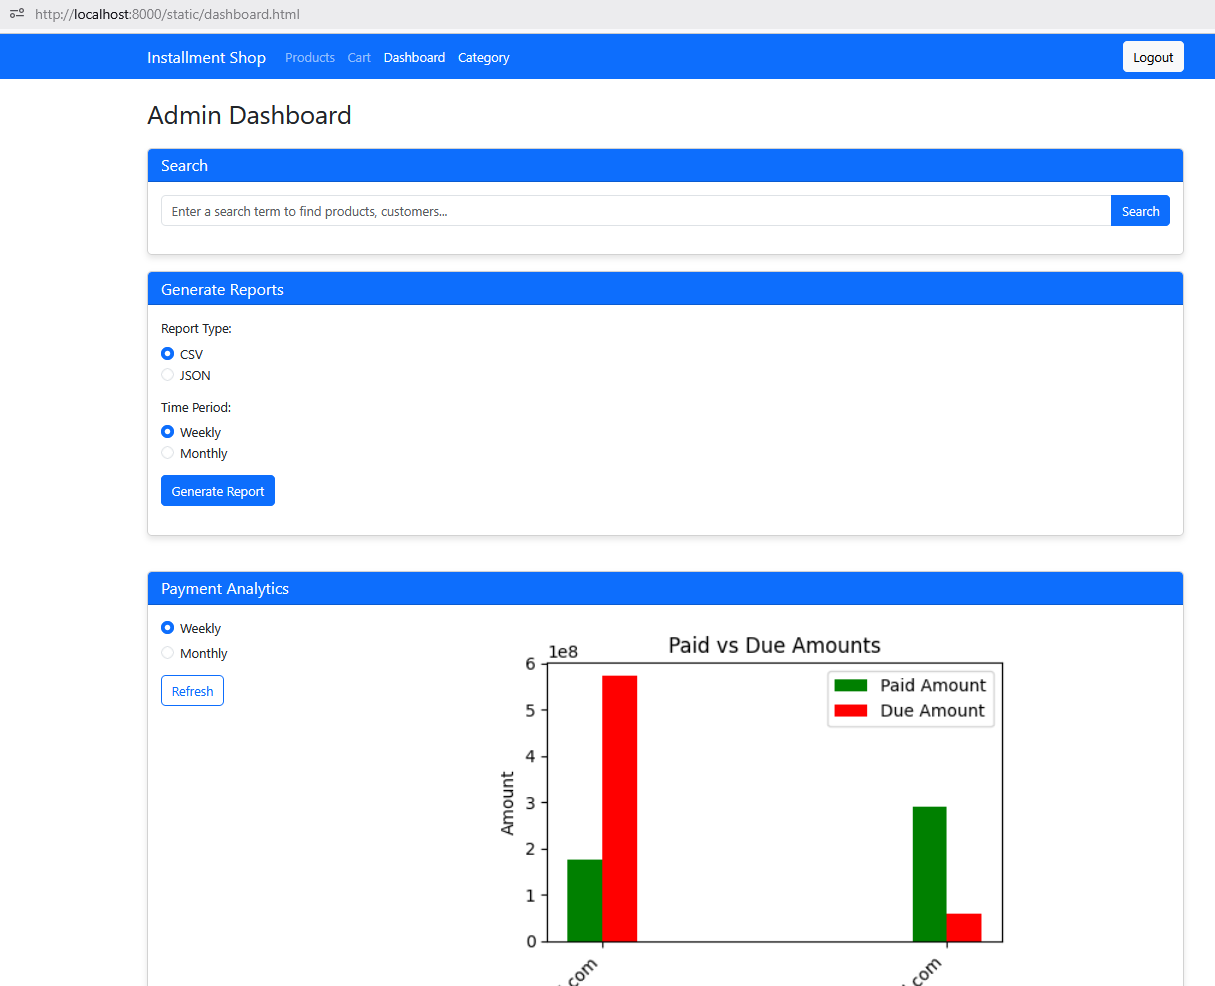 http://localhost:8000/static/dashboard.html
Installment Shop Products Cart Dashboard Category Logout
Admin Dashboard
Search
Enter a search term to find products, customers... Search
Generate Reports
Report Type:
CSV
JSON
Time Period:
Weekly
Monthly
Generate Report
Payment Analytics
Weekly
Monthly
Refresh
Paid vs Due Amounts
1e8
Paid Amount
Due Amount
6
5
4
3
2
1
0
Amount
.com
.com